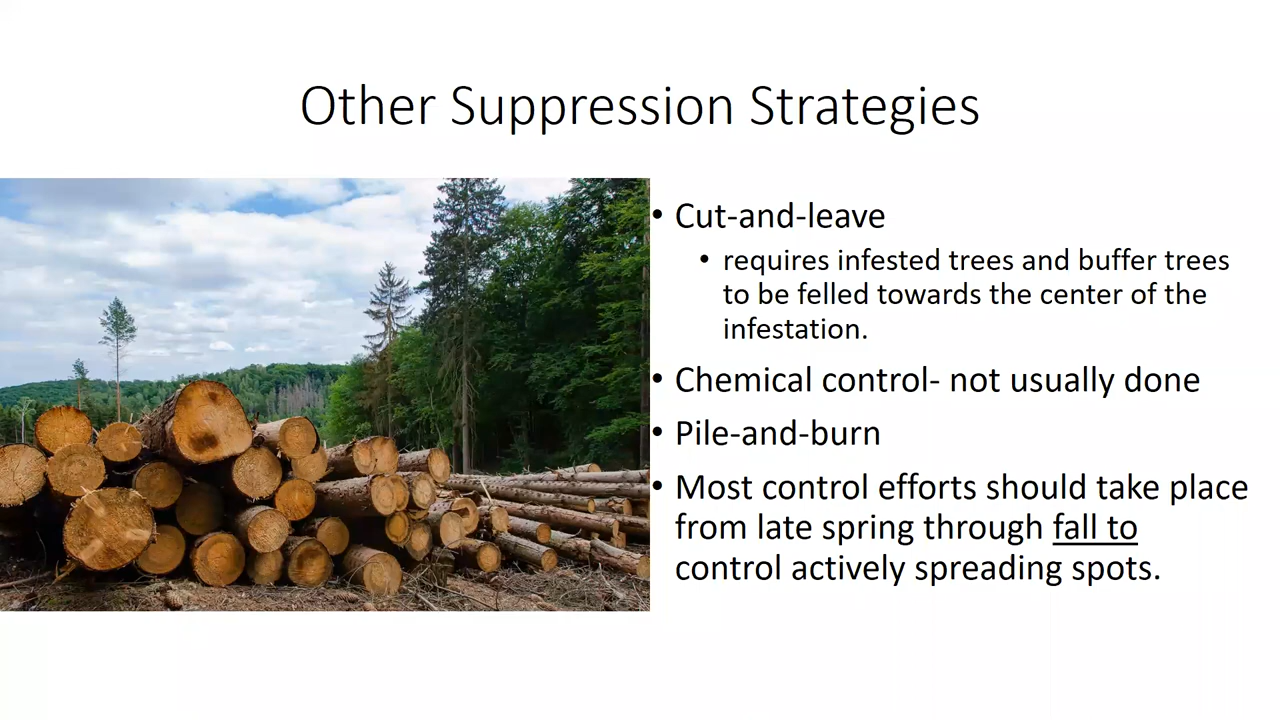 Other Suppression Strategies
• Cut-and-leave
• requires infested trees and buffer trees
to be felled towards the center of the
infestation.
• Chemical control- not usually done
• Pile-and-burn
• Most control efforts should take place
from late spring through fall to
control actively spreading spots.